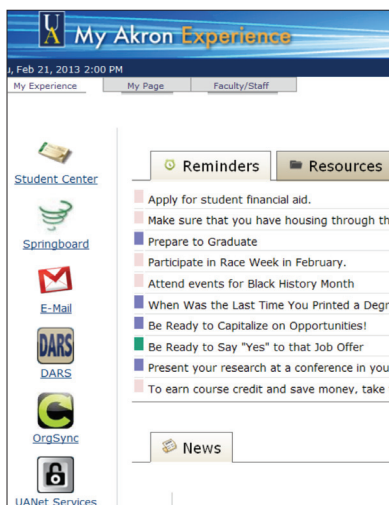 UA My Akron Experience
u, Feb 21, 2013 2:00 PM
My Experience My Page Faculty/Staff
Reminders Resources
Student Center
Apply for student financial aid.
Make sure that you have housing through th
Springboard
Prepare to Graduate
Participate in Race Week in February.
Attend events for Black History Month
E-Mail
When Was the Last Time You Printed a Degr
Be Ready to Capitalize on Opportunities!
DARS
Be Ready to Say "Yes" to that Job Offer
DARS
Present your research at a conference in you
To earn course credit and save money, take
OrgSync
News
UANet Services